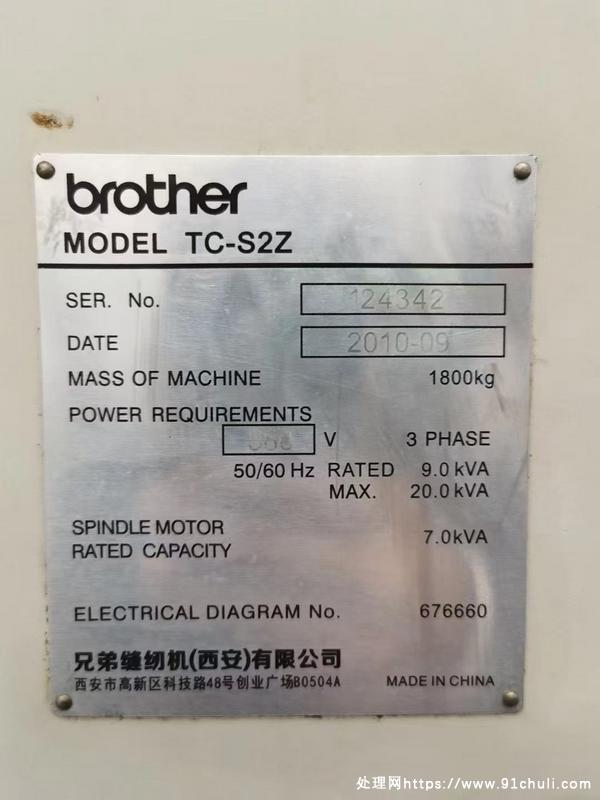 brother
MODEL TC-S2Z
SER. No. 124342
DATE 2010-09
MASS OF MACHINE 1800kg
POWER REQUIREMENTS
V 3 PHASE
50/60 Hz RATED 9.0 kVA
MAX. 20.0 kVA
SPINDLE MOTOR
RATED CAPACITY 7.0 kVA
ELECTRICAL DIAGRAM No. 676660
兄弟缝纫机(西安)有限公司
西安市高新区科技路48号创业广场B0504A MADE IN CHINA
处理网https://www.91chuli.com